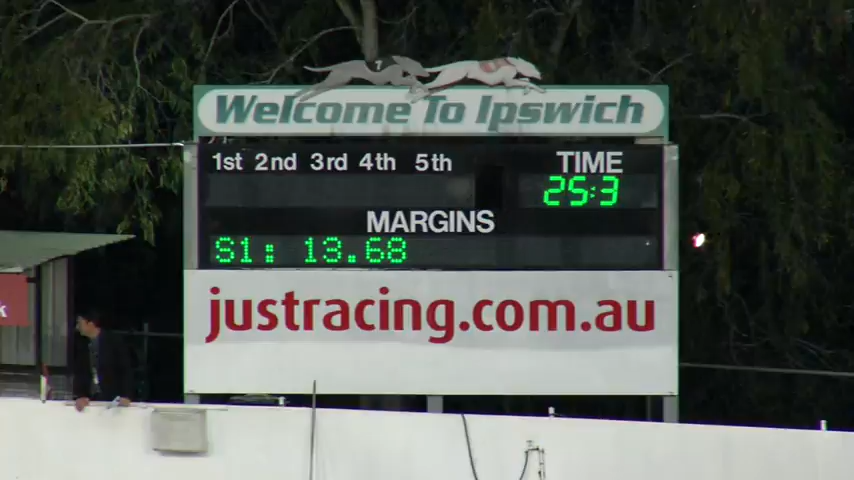 Welcome To Ipswich
1st 2nd 3rd 4th 5th TIME
25:3
MARGINS
S1: 13.68
justracing.com.au